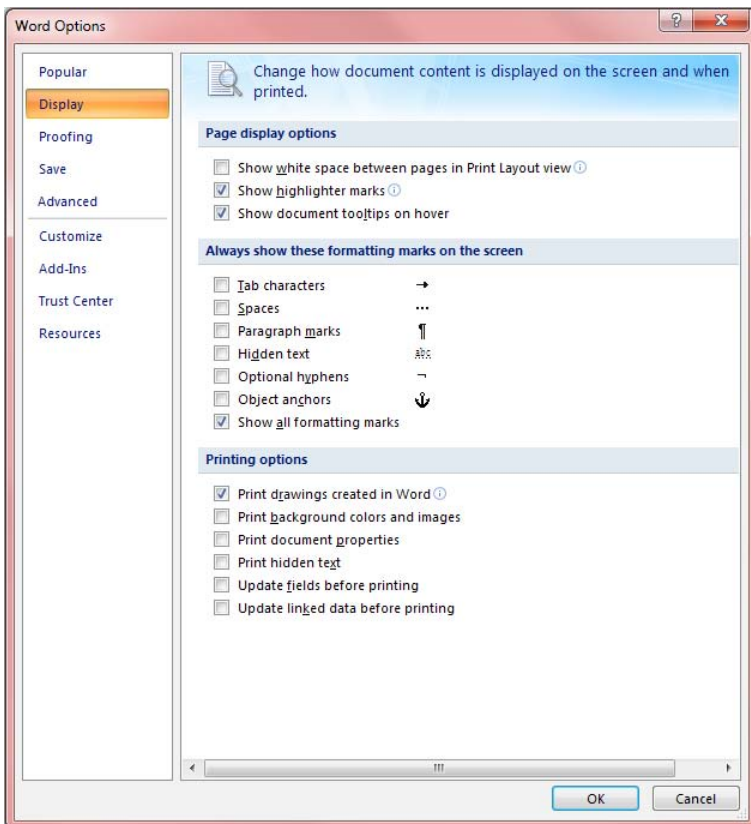 Word Options
Popular
Display
Proofing
Save
Advanced
Customize
Add-Ins
Trust Center
Resources
Change how document content is displayed on the screen and when
printed.
Page display options
Show white space between pages in Print Layout view
Show highlighter marks
Show document tooltips on hover
Always show these formatting marks on the screen
Tab characters →
Spaces ···
Paragraph marks ¶
Hidden text abc
Optional hyphens ¬
Object anchors
Show all formatting marks
Printing options
Print drawings created in Word
Print background colors and images
Print document properties
Print hidden text
Update fields before printing
Update linked data before printing
OK Cancel